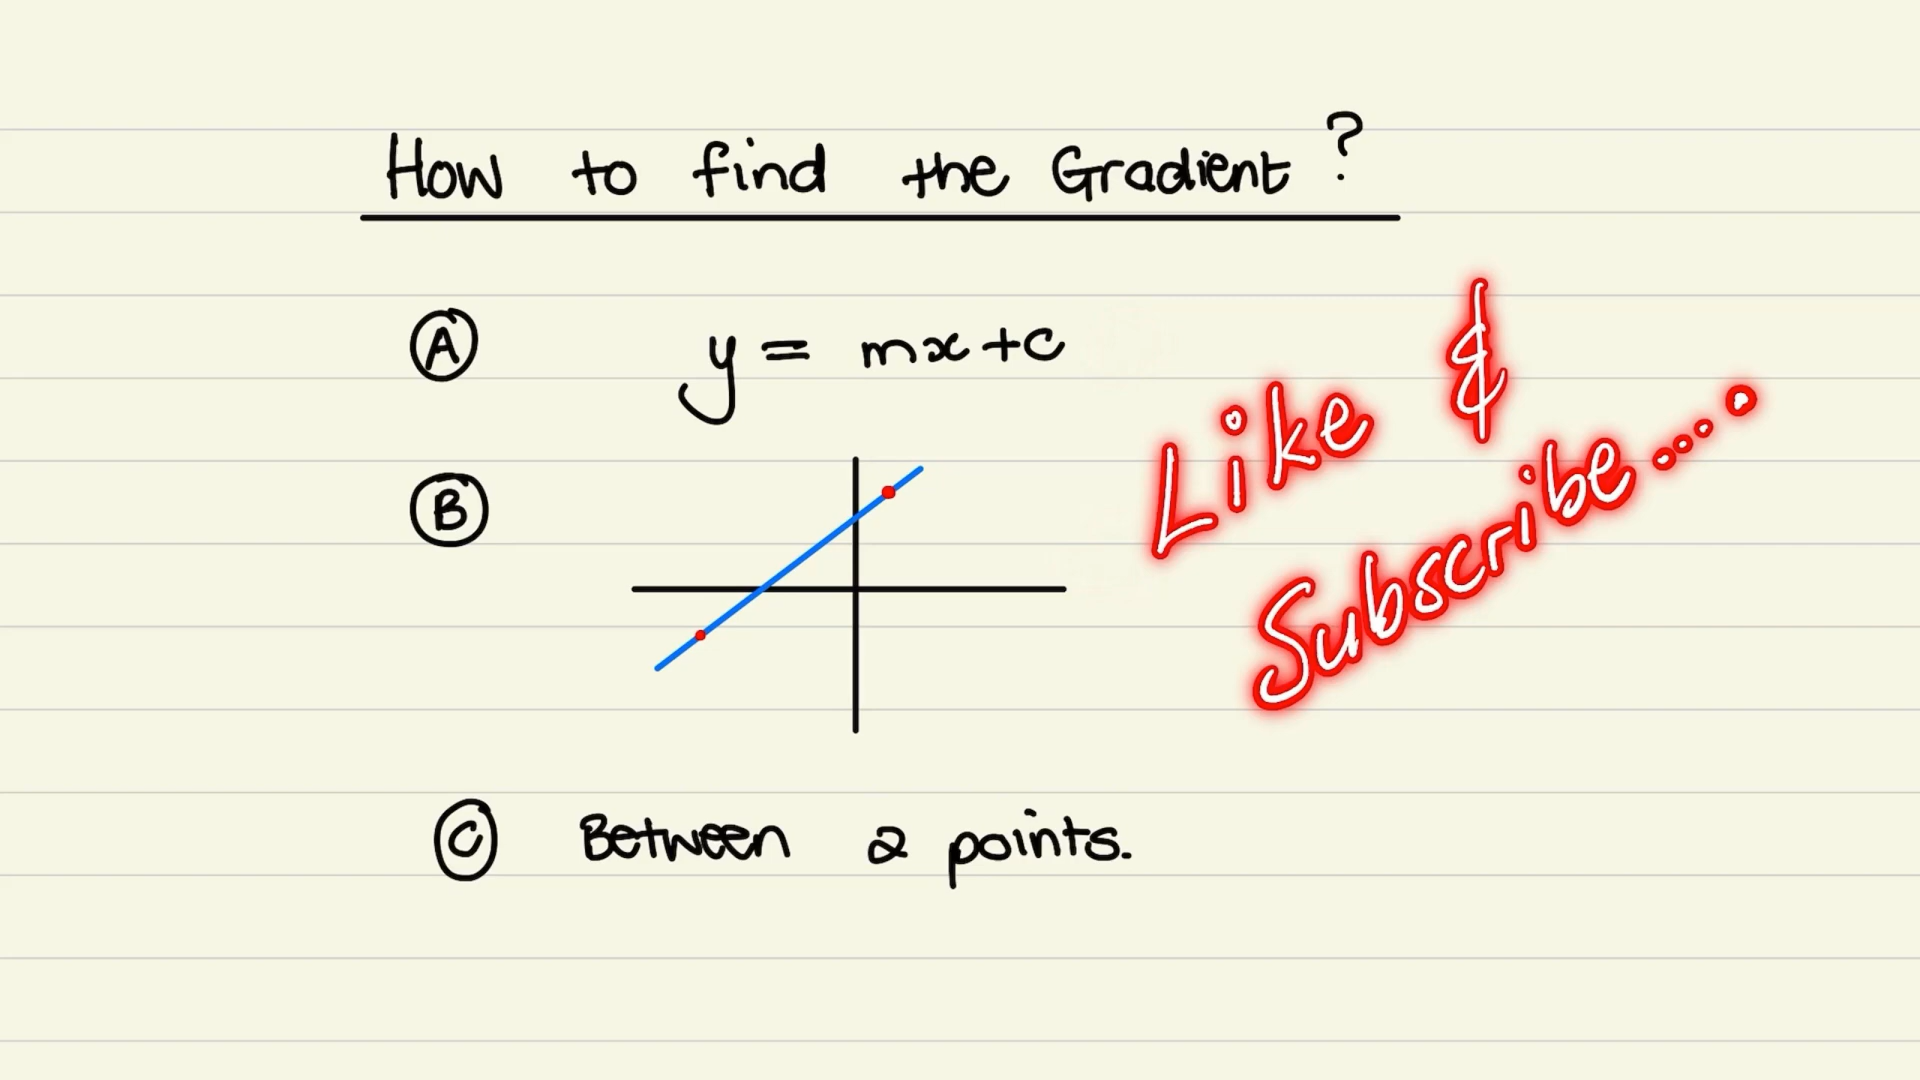 How to find the Gradient?
A y = mx+c
B
Like &
Subscribe.....
C Between 2 points.